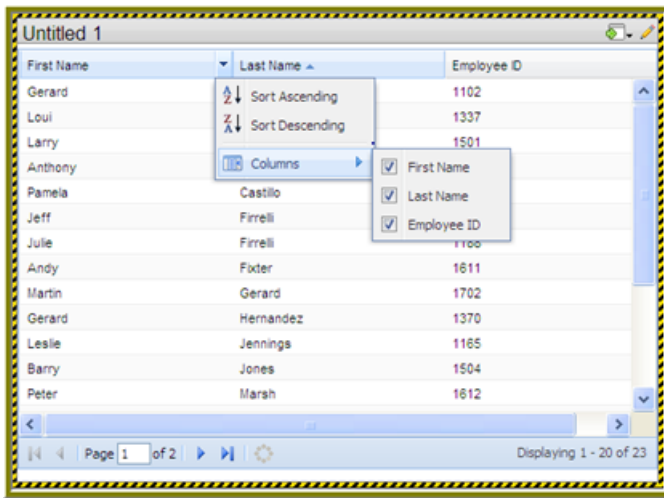 Untitled 1
First Name Last Name Employee ID
Gerard 1102
Loui 1337
Larry 1501
Anthony
Pamela Castillo
Jeff Firrelli
Julie Firrelli 1188
Andy Fixter 1611
Martin Gerard 1702
Gerard Hernandez 1370
Leslie Jennings 1165
Barry Jones 1504
Peter Marsh 1612
Sort Ascending
Sort Descending
Columns
First Name
Last Name
Employee ID
Page 1 of 2 Displaying 1 - 20 of 23